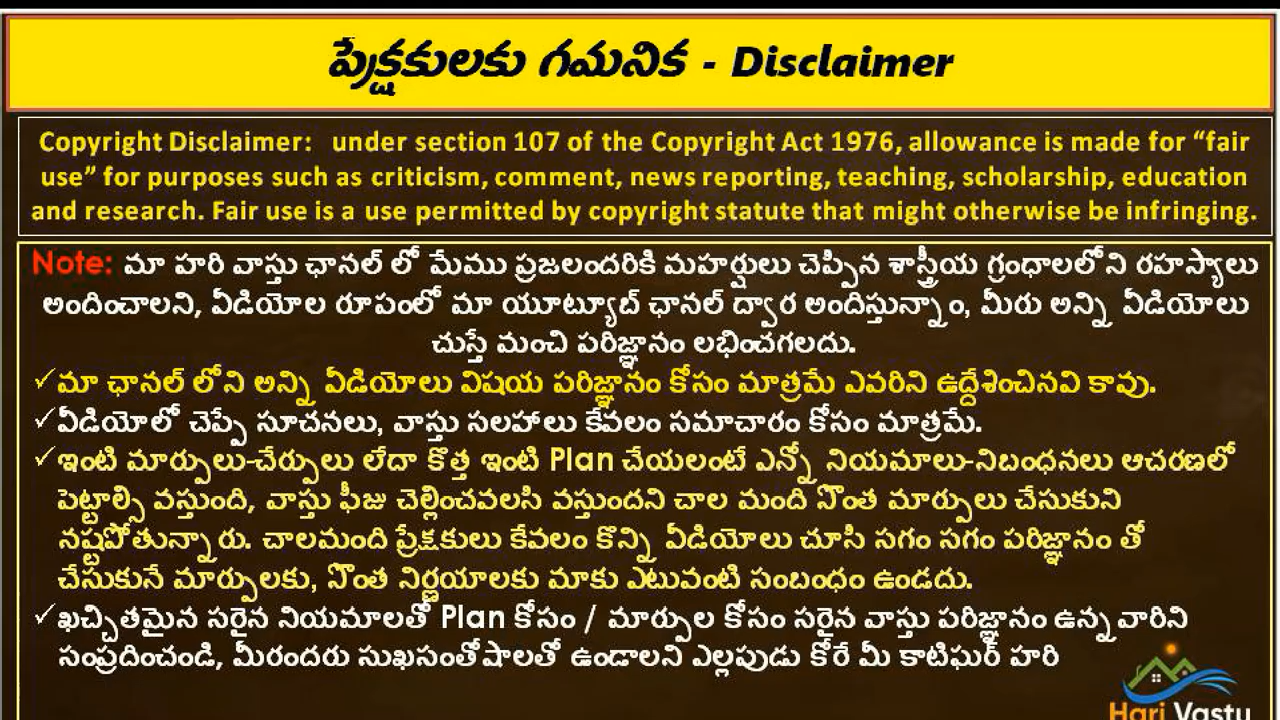 ప్రేక్షకులకు గమనిక - Disclaimer
Copyright Disclaimer: under section 107 of the Copyright Act 1976, allowance is made for “fair
use” for purposes such as criticism, comment, news reporting, teaching, scholarship, education
and research. Fair use is a use permitted by copyright statute that might otherwise be infringing.
Note: మా హరి వాస్తు ఛానల్ లో మేము ప్రజలందరికి మహర్షులు చెప్పిన శాస్త్రీయ గ్రంధాలలోని రహస్యాలు
అందించాలని, వీడియోల రూపంలో మా యూట్యూబ్ ఛానల్ ద్వార అందిస్తున్నాం, మీరు అన్ని వీడియోలు
చుస్తే మంచి పరిజ్ఞానం లభించగలదు.
✓మా ఛానల్ లోని అన్ని వీడియోలు విషయ పరిజ్ఞానం కోసం మాత్రమే ఎవరిని ఉద్దేశించినవి కావు.
✓వీడియోలో చెప్పే సూచనలు, వాస్తు సలహాలు కేవలం సమాచారం కోసం మాత్రమే.
✓ఇంటి మార్పులు-చేర్పులు లేదా కొత్త ఇంటి Plan చేయలంటే ఎన్నో నియమాలు-నిబంధనలు ఆచరణలో
పెట్టాల్సి వస్తుంది, వాస్తు ఫీజు చెల్లించవలసి వస్తుందని చాల మంది సొంత మార్పులు చేసుకుని
నష్టపోతున్నారు. చాలమంది ప్రేక్షకులు కేవలం కొన్ని వీడియోలు చూసి సగం సగం పరిజ్ఞానం తో
చేసుకునే మార్పులకు, సొంత నిర్ణయాలకు మాకు ఎటువంటి సంబంధం ఉండదు.
✓ఖచ్చితమైన సరైన నియమాలతో Plan కోసం / మార్పుల కోసం సరైన వాస్తు పరిజ్ఞానం ఉన్నవారిని
సంప్రదించండి, మీరందరు సుఖసంతోషాలతో ఉండాలని ఎల్లపుడు కోరే మీ కాటిఘర్ హరి
Hari Vastu